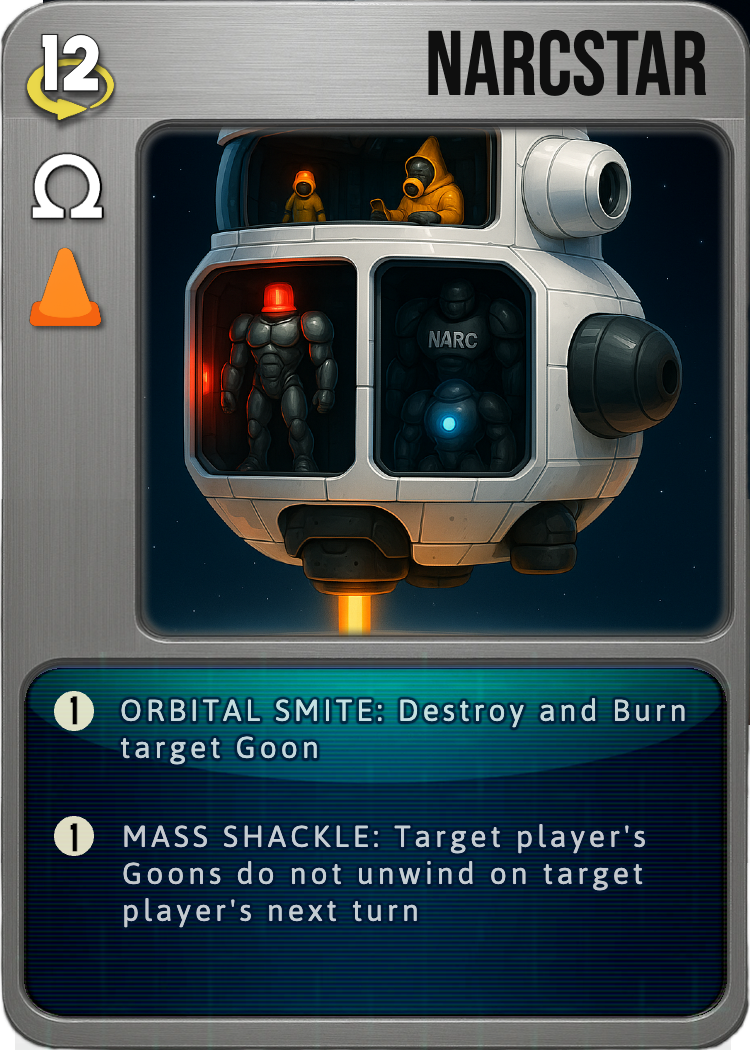 12
NARCSTAR
Ω
NARC
1 ORBITAL SMITE: Destroy and Burn
target Goon
1 MASS SHACKLE: Target player's
Goons do not unwind on target
player's next turn